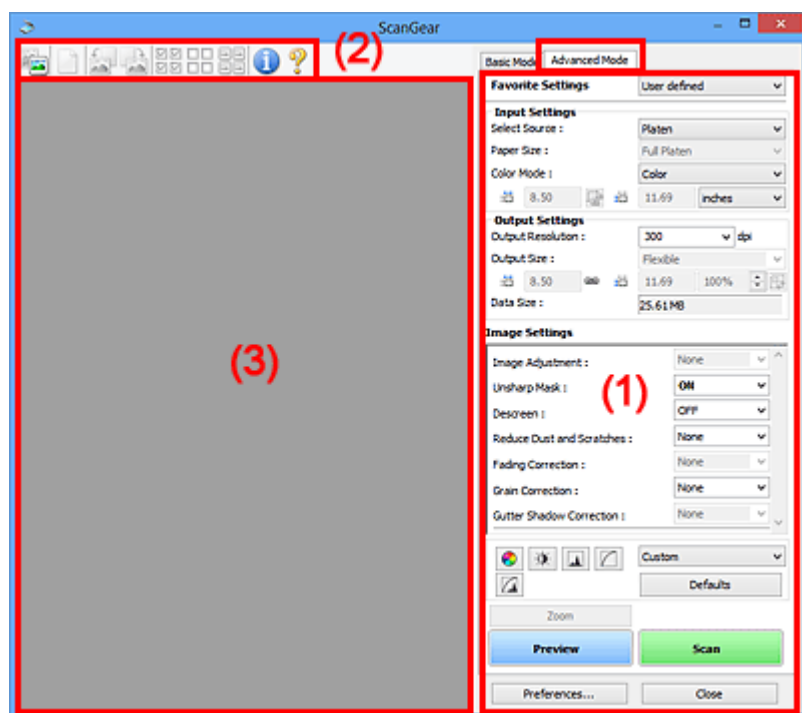 ScanGear
(2)
Basic Mode Advanced Mode
Favorite Settings User defined
Input Settings
Select Source : Platen
Paper Size : Full Platen
Color Mode : Color
8.50 11.69 inches
Output Settings
Output Resolution : 300 dpi
Output Size : Flexible
8.50 11.69 100%
Data Size : 25.61 MB
Image Settings
(3)
(1)
Image Adjustment : None
Unsharp Mask : ON
Descreen : OFF
Reduce Dust and Scratches : None
Fading Correction : None
Grain Correction : None
Gutter Shadow Correction : None
Custom
Defaults
Zoom
Preview Scan
Preferences... Close